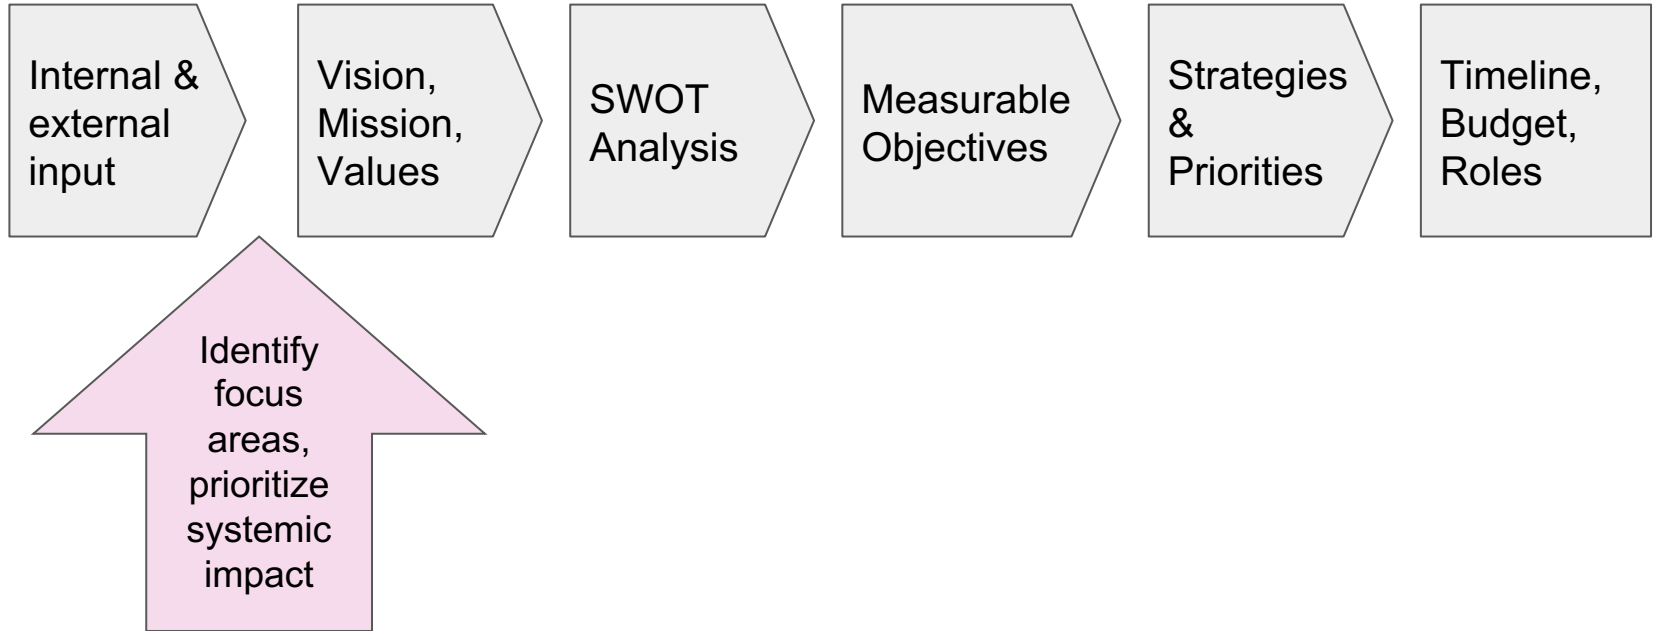 Internal &
external
input
Vision,
Mission,
Values
SWOT
Analysis
Measurable
Objectives
Strategies
&
Priorities
Timeline,
Budget,
Roles
Identify
focus
areas,
prioritize
systemic
impact